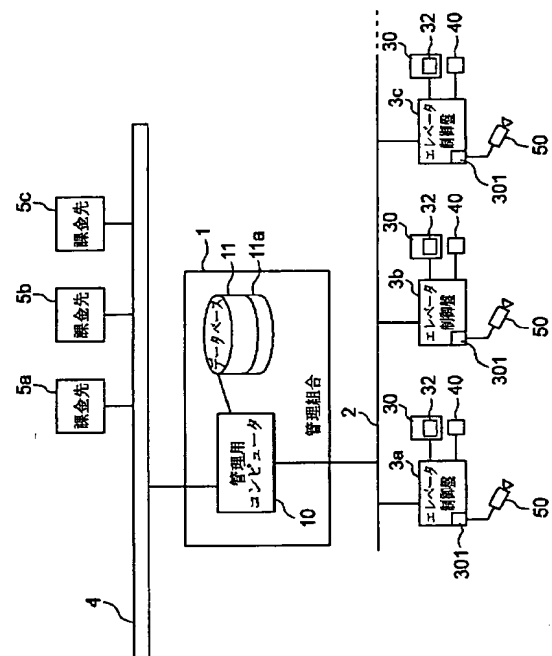 5a
課金先
5b
課金先
5c
課金先
4
1
11
11a
データベース
管理用
コンピュータ
10
管理組合
2
3a
エレベータ
制御盤
30
32
40
301
50
3b
エレベータ
制御盤
30
32
40
301
50
3c
エレベータ
制御盤
30
32
40
301
50